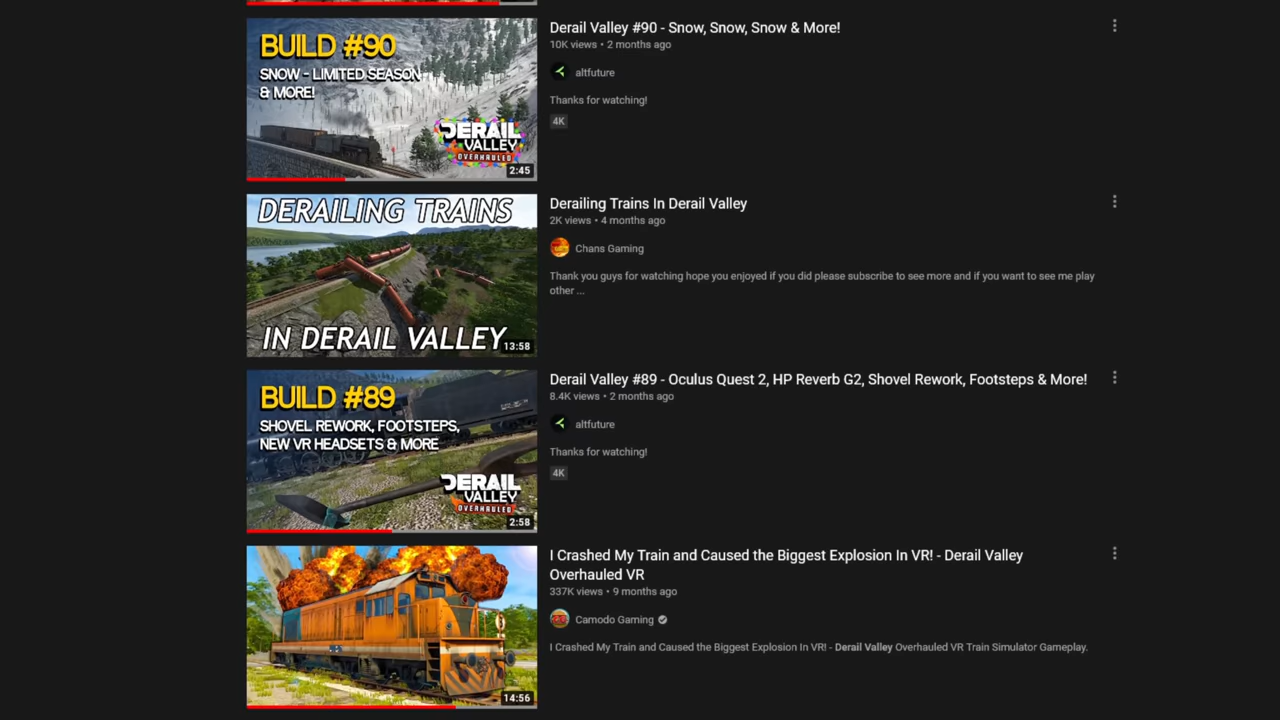 BUILD #90
SNOW - LIMITED SEASON
& MORE!
DERAIL
VALLEY
OVERHAULED
2:45
Derail Valley #90 - Snow, Snow, Snow & More!
10K views • 2 months ago
altfuture
Thanks for watching!
4K
DERAILING TRAINS
IN DERAIL VALLEY
13:58
Derailing Trains In Derail Valley
2K views • 4 months ago
Chans Gaming
Thank you guys for watching hope you enjoyed if you did please subscribe to see more and if you want to see me play
other ...
BUILD #89
SHOVEL REWORK, FOOTSTEPS,
NEW VR HEADSETS & MORE
DERAIL
VALLEY
OVERHAULED
2:58
Derail Valley #89 - Oculus Quest 2, HP Reverb G2, Shovel Rework, Footsteps & More!
8.4K views • 2 months ago
altfuture
Thanks for watching!
4K
14:56
I Crashed My Train and Caused the Biggest Explosion In VR! - Derail Valley
Overhauled VR
337K views • 9 months ago
Camodo Gaming
I Crashed My Train and Caused the Biggest Explosion In VR! - Derail Valley Overhauled VR Train Simulator Gameplay.